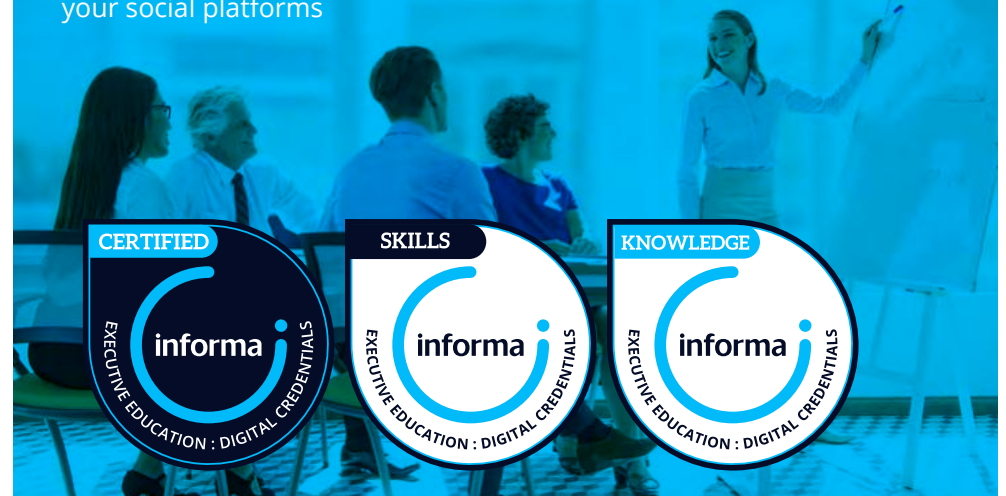 your social platforms
CERTIFIED
informa
EXECUTIVE EDUCATION : DIGITAL CREDENTIALS
SKILLS
informa
EXECUTIVE EDUCATION : DIGITAL CREDENTIALS
KNOWLEDGE
informa
EXECUTIVE EDUCATION : DIGITAL CREDENTIALS